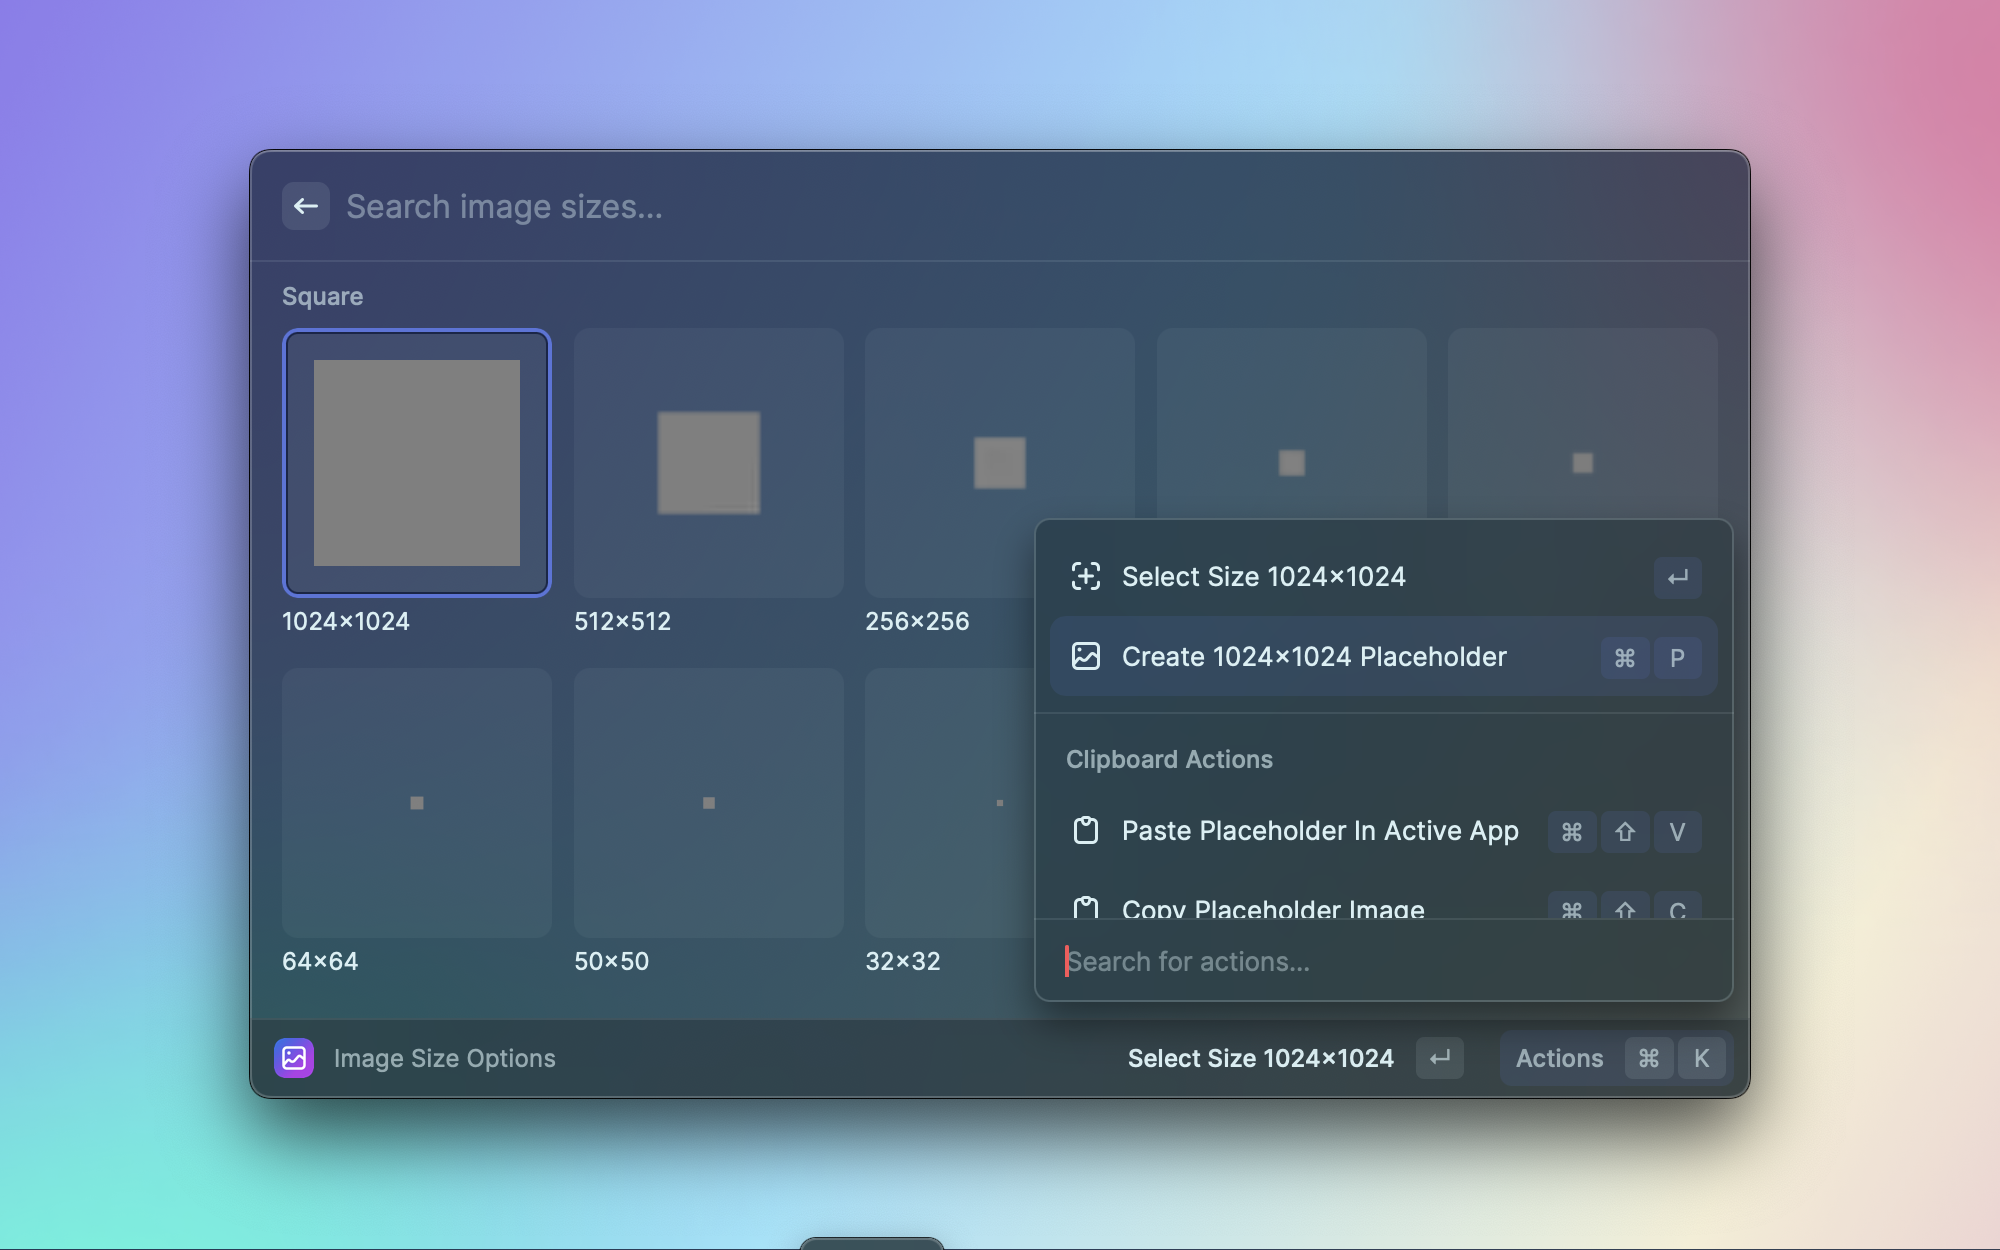 Search image sizes...
Square
1024×1024
512×512
256×256
64×64
50×50
32×32
Select Size 1024×1024
Create 1024×1024 Placeholder ⌘ P
Clipboard Actions
Paste Placeholder In Active App ⌘ ⇧ V
Copy Placeholder Image ⌘ ⇧ C
Search for actions...
Image Size Options
Select Size 1024×1024
Actions ⌘ K